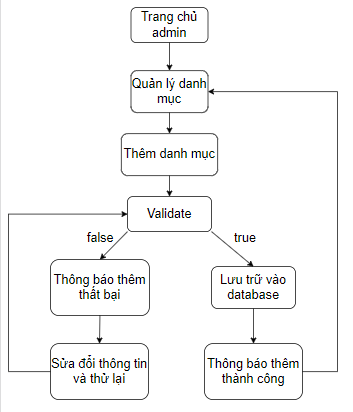 Trang chủ
admin
Quản lý danh
mục
Thêm danh mục
Validate
false
true
Thông báo thêm
thất bại
Lưu trữ vào
database
Sửa đổi thông tin
và thử lại
Thông báo thêm
thành công